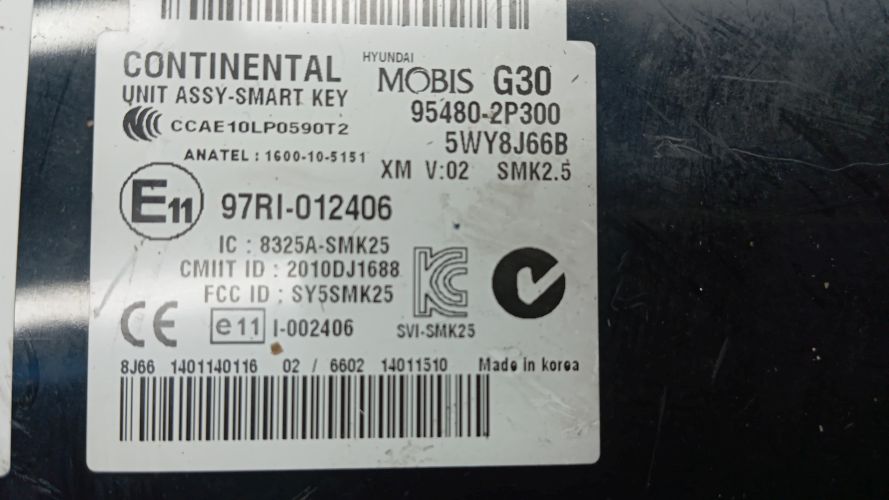 CONTINENTAL
HYUNDAI
MOBIS G30
UNIT ASSY-SMART KEY
95480-2P300
CCAE10LP0590T2
5WY8J66B
ANATEL : 1600-10-5151
XM V:02 SMK2.5
E11 97RI-012406
IC : 8325A-SMK25
CMIIT ID : 2010DJ1688
FCC ID : SY5SMK25
CE e11 I-002406
SVI-SMK25
8J66 1401140116 02 / 6602 14011510 Made in korea